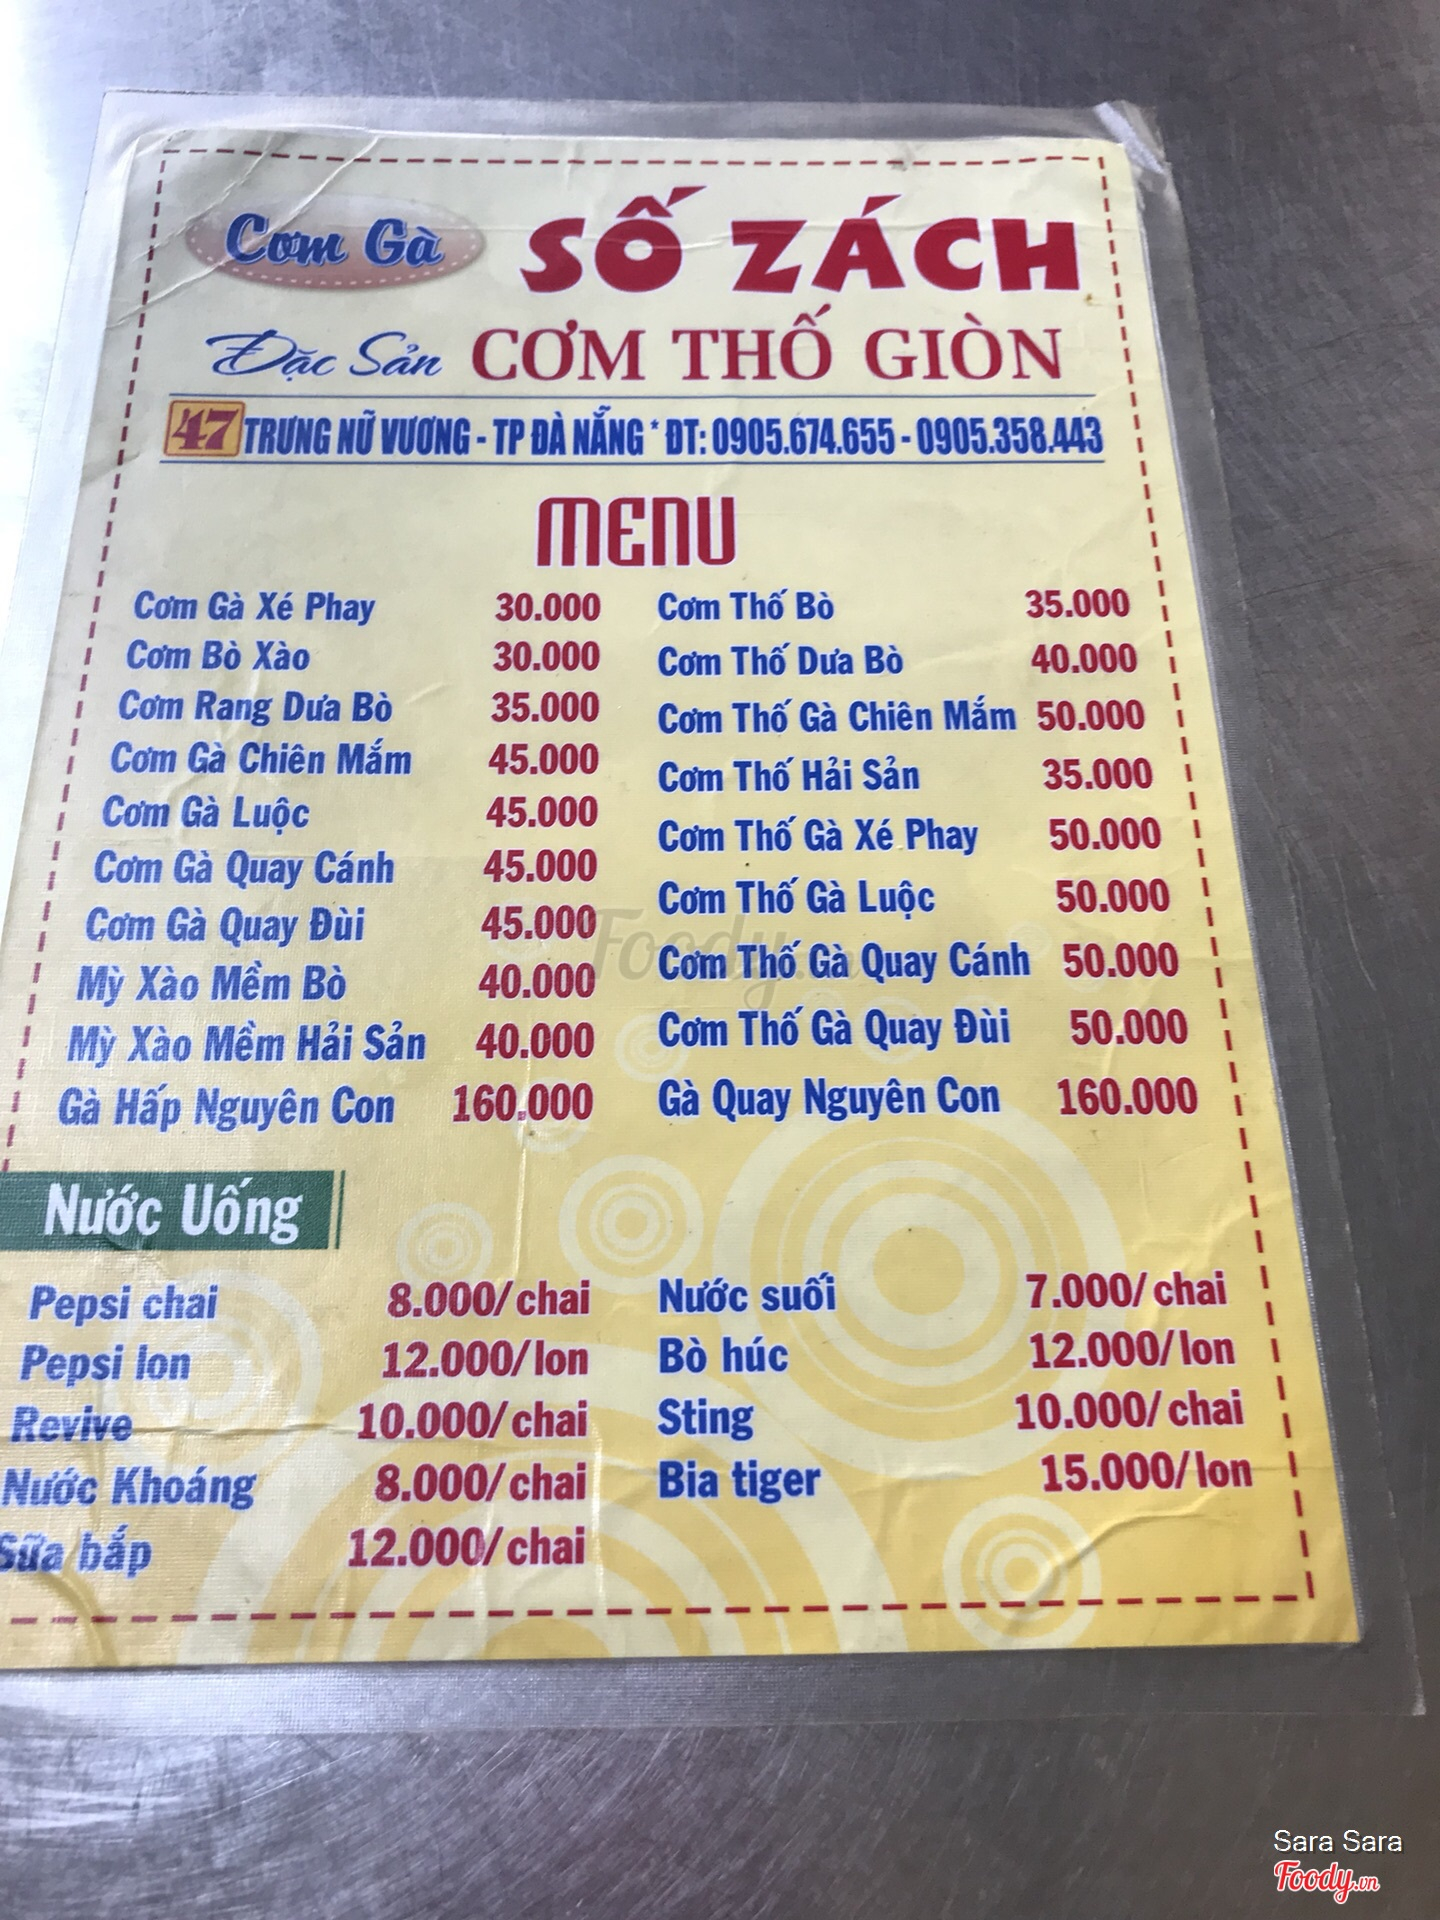 Cơm Gà SỐ ZÁCH
Đặc Sản CƠM THỐ GIÒN
47 TRƯNG NỮ VƯƠNG - TP ĐÀ NẴNG * ĐT: 0905.674.655 - 0905.358.443
MENU
Cơm Gà Xé Phay 30.000
Cơm Bò Xào 30.000
Cơm Rang Dưa Bò 35.000
Cơm Gà Chiên Mắm 45.000
Cơm Gà Luộc 45.000
Cơm Gà Quay Cánh 45.000
Cơm Gà Quay Đùi 45.000
Mỳ Xào Mềm Bò 40.000
Mỳ Xào Mềm Hải Sản 40.000
Gà Hấp Nguyên Con 160.000
Cơm Thố Bò 35.000
Cơm Thố Dưa Bò 40.000
Cơm Thố Gà Chiên Mắm 50.000
Cơm Thố Hải Sản 35.000
Cơm Thố Gà Xé Phay 50.000
Cơm Thố Gà Luộc 50.000
Cơm Thố Gà Quay Cánh 50.000
Cơm Thố Gà Quay Đùi 50.000
Gà Quay Nguyên Con 160.000
Foody.vn
Nước Uống
Pepsi chai 8.000/chai
Pepsi lon 12.000/lon
Revive 10.000/chai
Nước Khoáng 8.000/chai
Sữa bắp 12.000/chai
Nước suối 7.000/chai
Bò húc 12.000/lon
Sting 10.000/chai
Bia tiger 15.000/lon
Sara Sara
Foody.vn